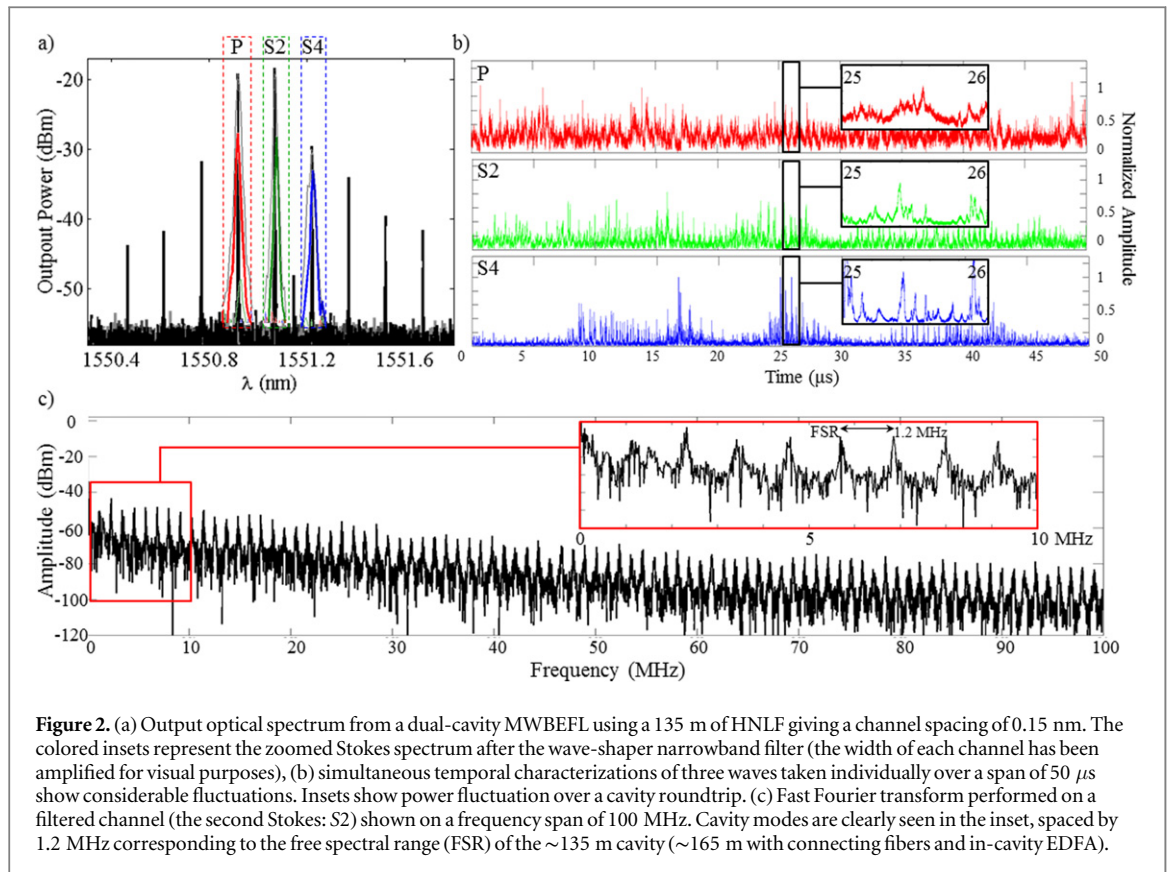 a)
P S2 S4
-20
-30
-40
-50
Output Power (dBm)
1550.4 1550.8 1551.2 1551.6
λ (nm)
b)
P
25 26
1
0.5
0
S2
25 26
1
0.5
0
S4
25 26
1
0.5
0
Normalized Amplitude
0 5 10 15 20 25 30 35 40 45 50
Time (μs)
c)
0
-20
-40
-60
-80
-100
-120
Amplitude (dBm)
FSR 1.2 MHz
0 5 10 MHz
0 10 20 30 40 50 60 70 80 90 100
Frequency (MHz)
Figure 2. (a) Output optical spectrum from a dual-cavity MWBEFL using a 135 m of HNLF giving a channel spacing of 0.15 nm. The
colored insets represent the zoomed Stokes spectrum after the wave-shaper narrowband filter (the width of each channel has been
amplified for visual purposes), (b) simultaneous temporal characterizations of three waves taken individually over a span of 50 μs
show considerable fluctuations. Insets show power fluctuation over a cavity roundtrip. (c) Fast Fourier transform performed on a
filtered channel (the second Stokes: S2) shown on a frequency span of 100 MHz. Cavity modes are clearly seen in the inset, spaced by
1.2 MHz corresponding to the free spectral range (FSR) of the ~135 m cavity (~165 m with connecting fibers and in-cavity EDFA).